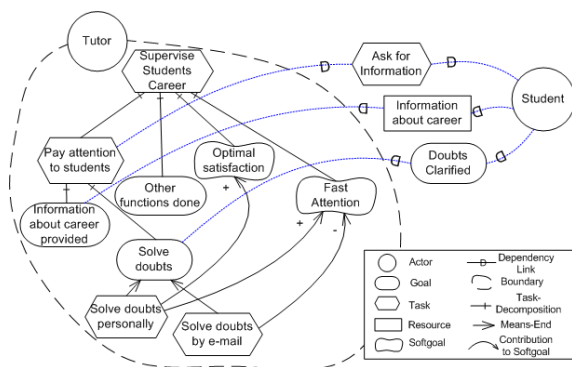 Tutor
Supervise
Students
Career
Ask for
Information
D
D
Student
Information
about career
D
D
Pay attention
to students
Optimal
satisfaction
Doubts
Clarified
D
D
Other
functions done
Fast
Attention
+
Information
about career
provided
Solve
doubts
+
-
Solve doubts
personally
Solve doubts
by e-mail
Actor
D
Dependency
Link
Goal
Boundary
Task
Task-
Decomposition
Resource
Means-End
Softgoal
Contribution
to Softgoal